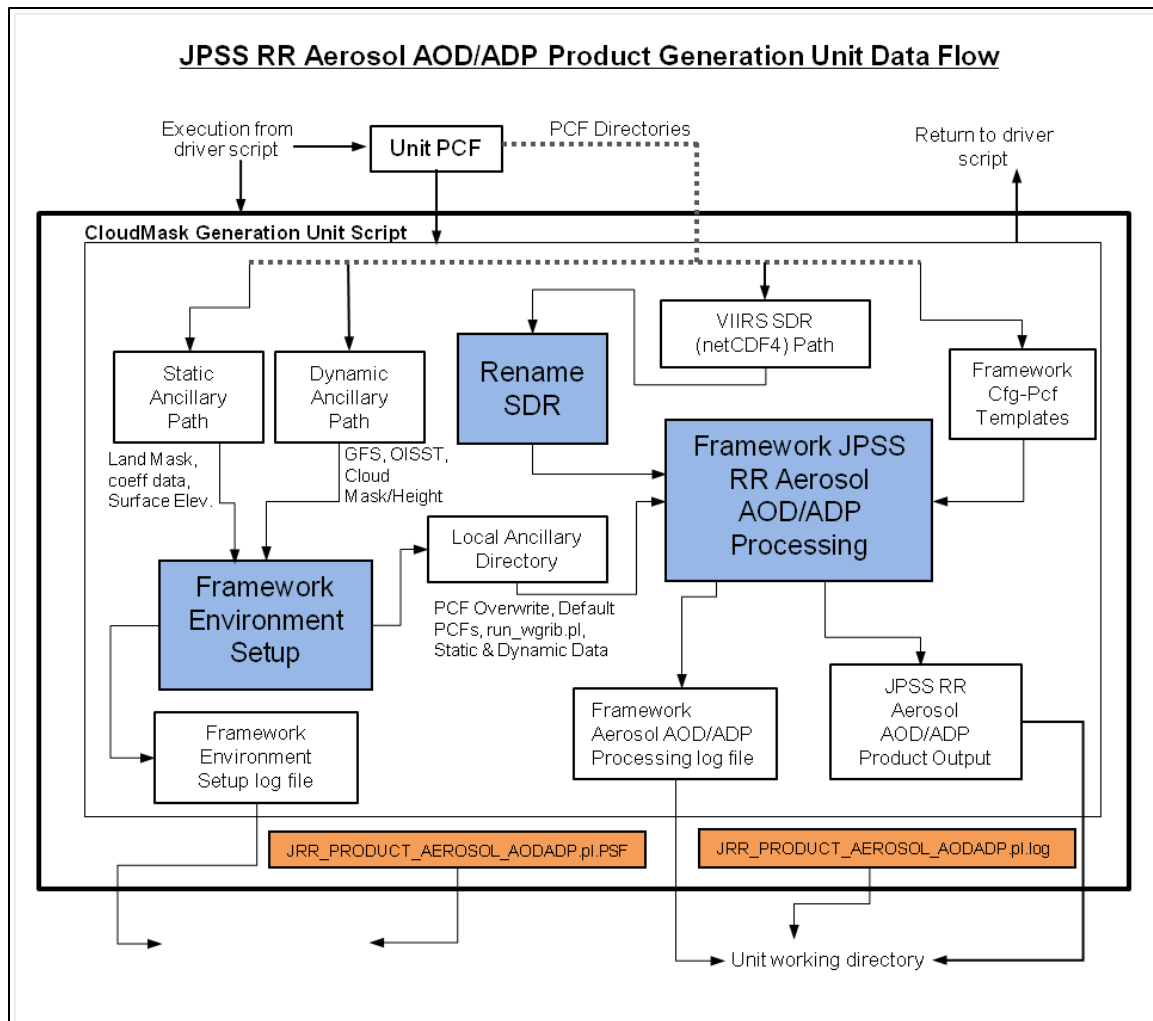 JPSS RR Aerosol AOD/ADP Product Generation Unit Data Flow
Execution from
driver script
Unit PCF
PCF Directories
Return to driver
script
CloudMask Generation Unit Script
Static
Ancillary
Path
Dynamic
Ancillary
Path
Rename
SDR
VIIRS SDR
(netCDF4) Path
Framework
Cfg-Pcf
Templates
Land Mask,
coeff data,
Surface Elev.
GFS, OISST,
Cloud
Mask/Height
Framework JPSS
RR Aerosol
AOD/ADP
Processing
Local Ancillary
Directory
Framework
Environment
Setup
PCF Overwrite, Default
PCFs, run_wgrib.pl,
Static & Dynamic Data
Framework
Environment
Setup log file
Framework
Aerosol AOD/ADP
Processing log file
JPSS RR
Aerosol
AOD/ADP
Product Output
JRR_PRODUCT_AEROSOL_AODADP.pl.PSF
JRR_PRODUCT_AEROSOL_AODADP.pl.log
Unit working directory